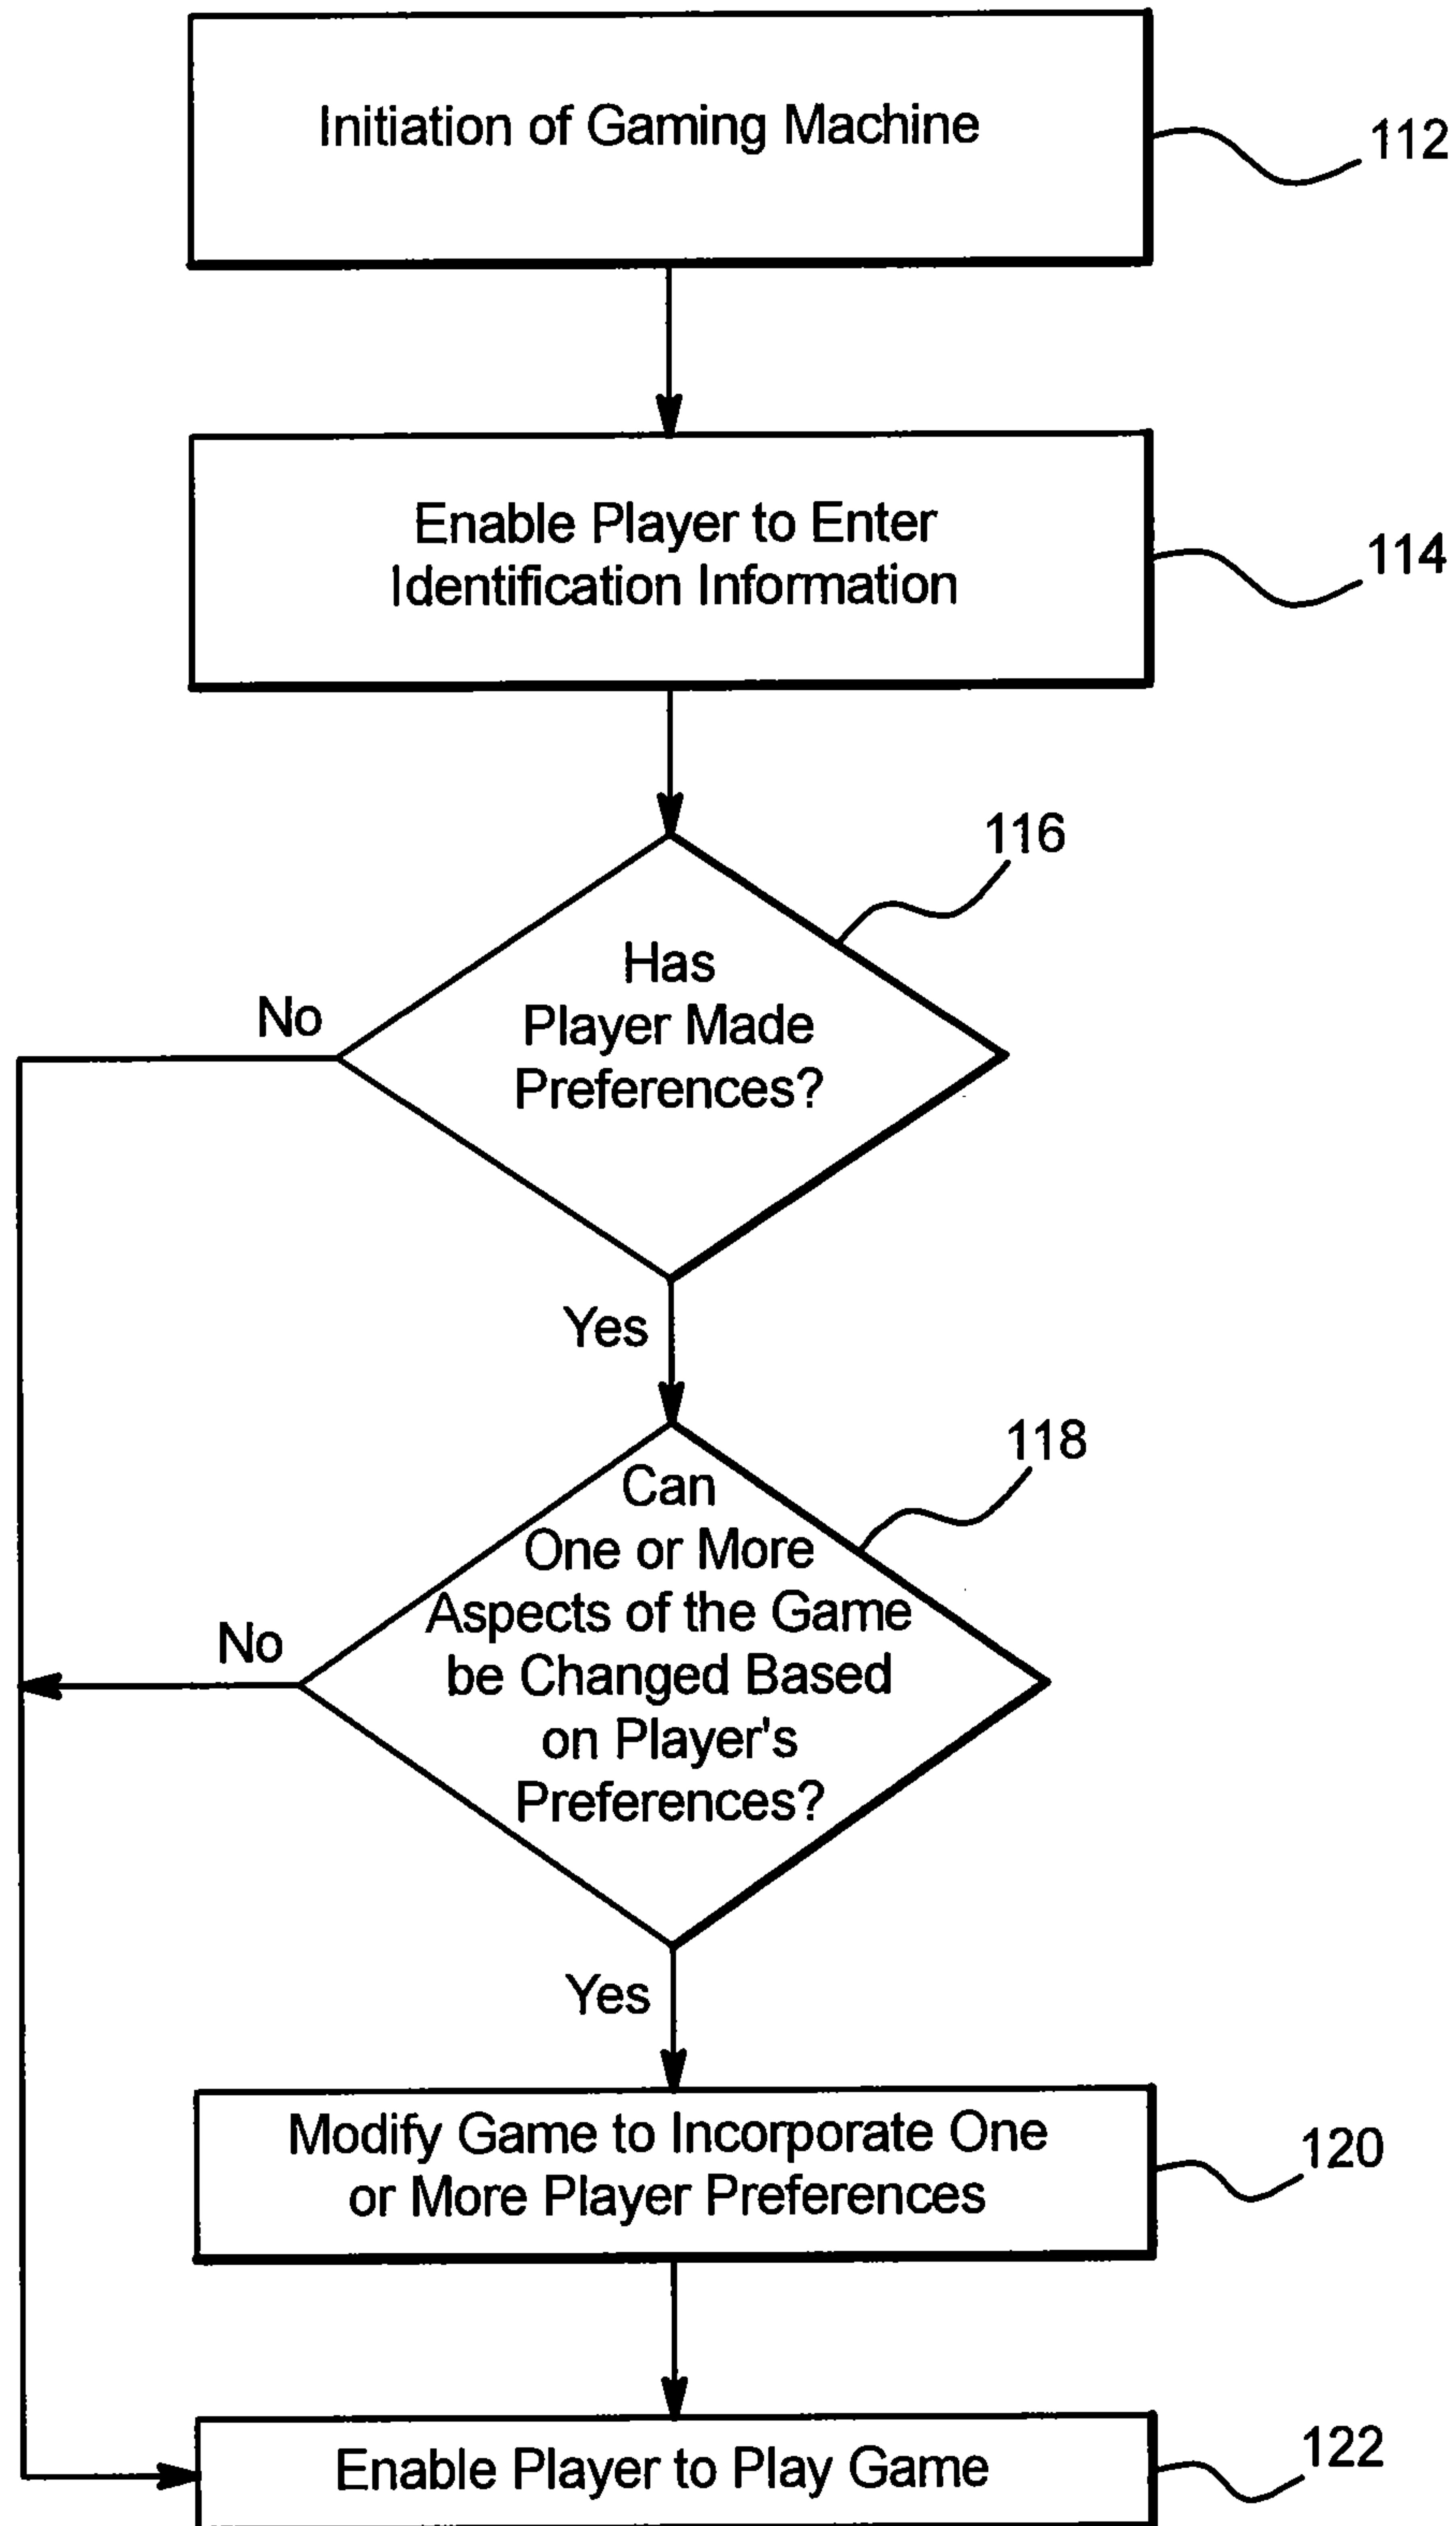 Initiation of Gaming Machine
112
Enable Player to Enter
Identification Information
114
116
Has
Player Made
Preferences?
No
Yes
118
Can
One or More
Aspects of the Game
be Changed Based
on Player's
Preferences?
No
Yes
Modify Game to Incorporate One
or More Player Preferences
120
Enable Player to Play Game
122